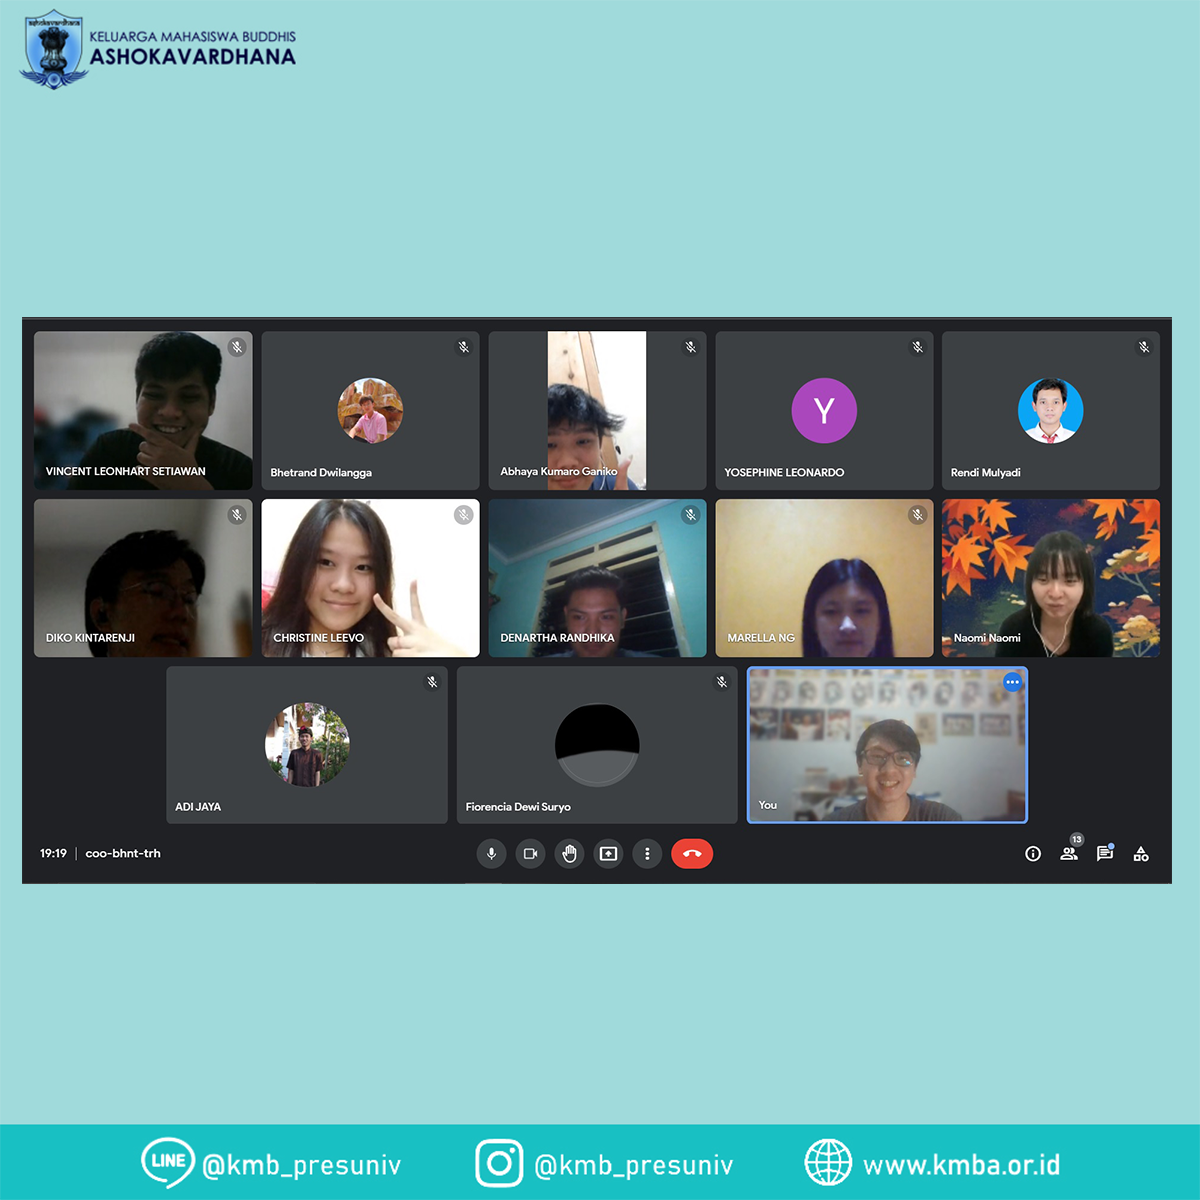 ashokavardhana
KELUARGA MAHASISWA BUDDHIS
ASHOKAVARDHANA
VINCENT LEONHART SETIAWAN
Bhetrand Dwilangga
Abhaya Kumaro Ganiko
Y
YOSEPHINE LEONARDO
Rendi Mulyadi
DIKO KINTARENJI
CHRISTINE LEEVO
DENARTHA RANDHIKA
MARELLA NG
Naomi Naomi
ADI JAYA
Fiorencia Dewi Suryo
You
19:19 | coo-bhnt-trh
13
LINE @kmb_presuniv
@kmb_presuniv
www.kmba.or.id